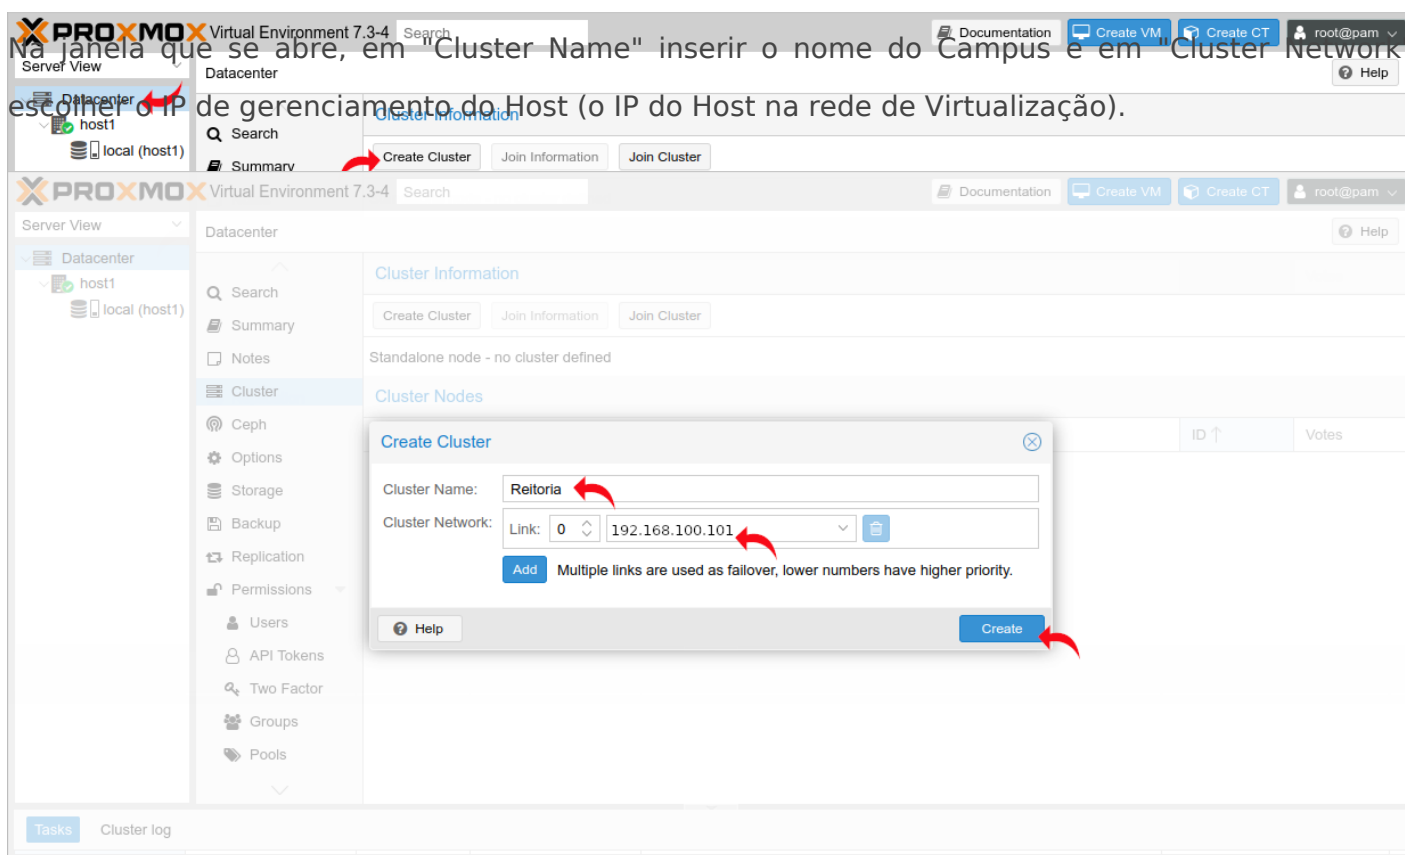 PROXMOX Virtual Environment 7.3-4 Search Documentation Create VM Create CT root@pam
Na janela que se abre, em "Cluster Name" inserir o nome do Campus e em "Cluster Network
Server View Datacenter Help
escolher o IP de gerenciamento do Host (o IP do Host na rede de Virtualização).
Datacenter Cluster Information
host1 Search
local (host1) Summary Create Cluster Join Information Join Cluster
PROXMOX Virtual Environment 7.3-4 Search Documentation Create VM Create CT root@pam
Server View Datacenter Help
Datacenter Cluster Information
host1 Search
local (host1) Summary Create Cluster Join Information Join Cluster
Notes Standalone node - no cluster defined
Cluster Cluster Nodes
Ceph ID ↑ Votes
Create Cluster
Options
Storage Cluster Name: Reitoria
Backup Cluster Network: Link: 0 192.168.100.101
Replication Add Multiple links are used as failover, lower numbers have higher priority.
Permissions
Users Help Create
API Tokens
Two Factor
Groups
Pools
Tasks Cluster log